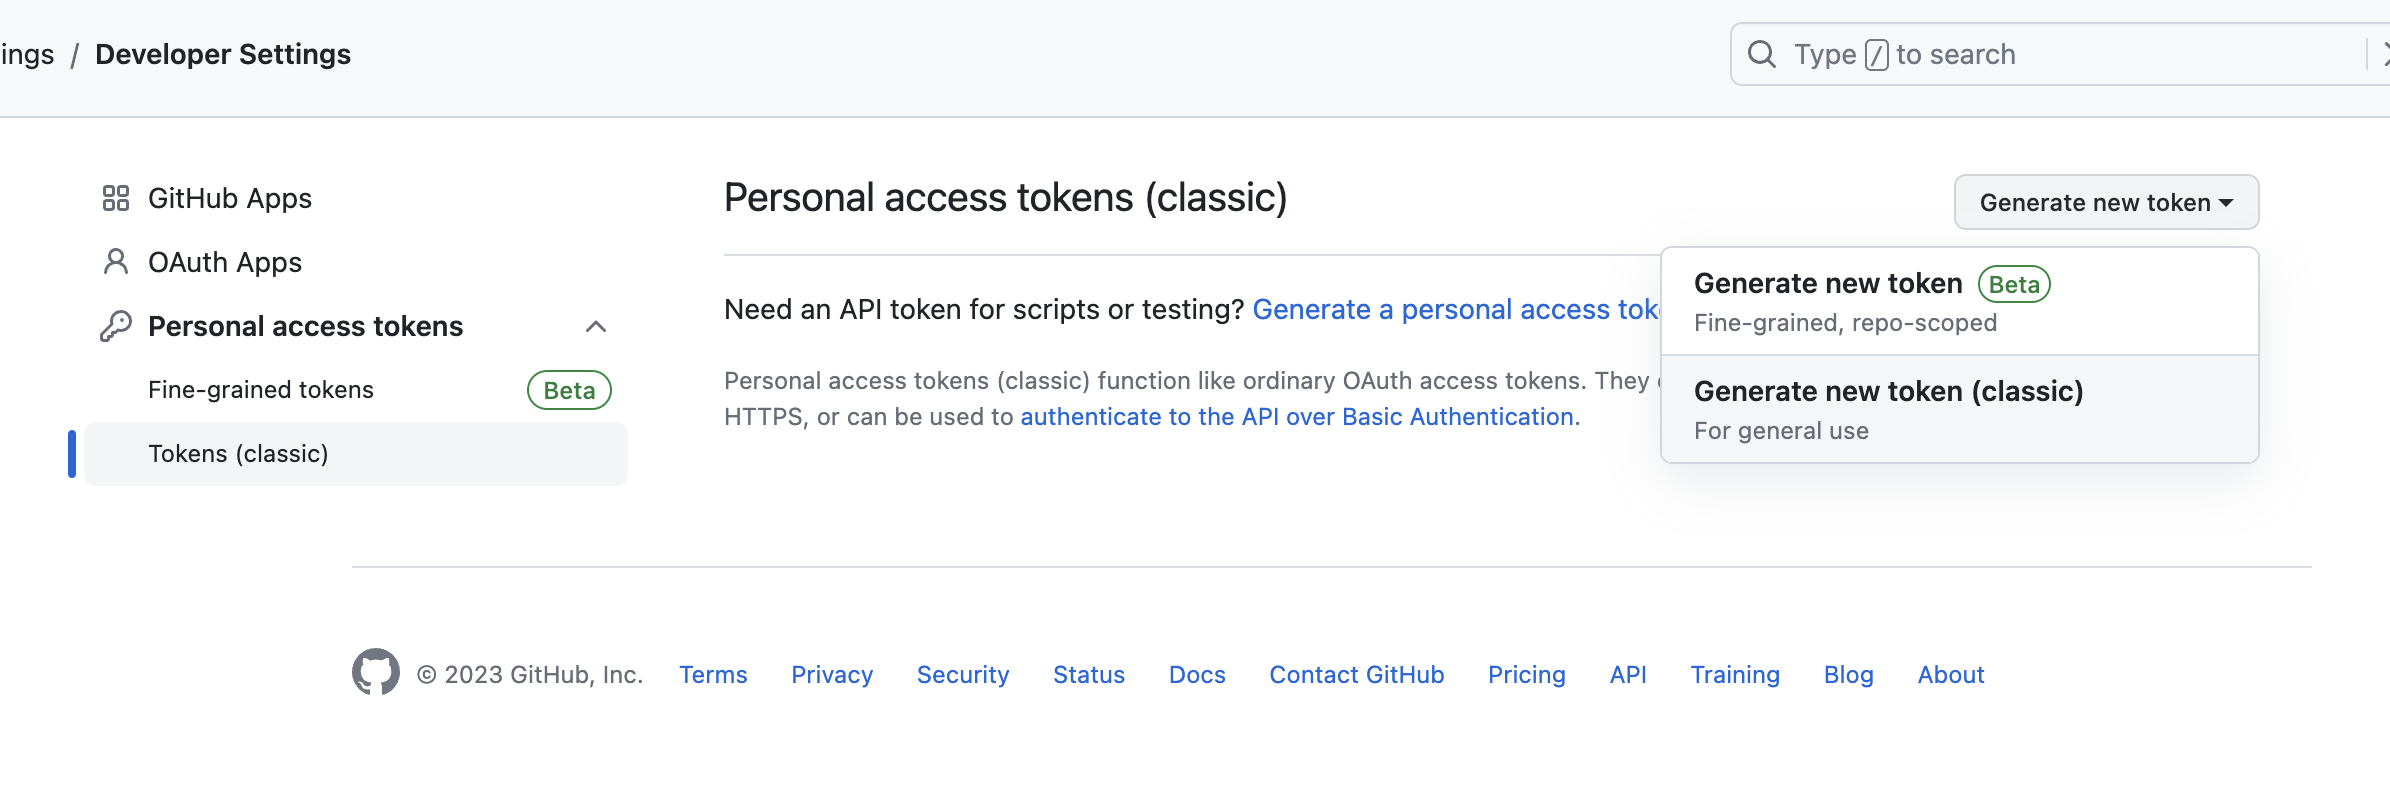 ings / Developer Settings
Type / to search
GitHub Apps
OAuth Apps
Personal access tokens
Fine-grained tokens Beta
Tokens (classic)
Personal access tokens (classic)
Generate new token
Need an API token for scripts or testing? Generate a personal access tok
Personal access tokens (classic) function like ordinary OAuth access tokens. They
HTTPS, or can be used to authenticate to the API over Basic Authentication.
Generate new token Beta
Fine-grained, repo-scoped
Generate new token (classic)
For general use
© 2023 GitHub, Inc. Terms Privacy Security Status Docs Contact GitHub Pricing API Training Blog About